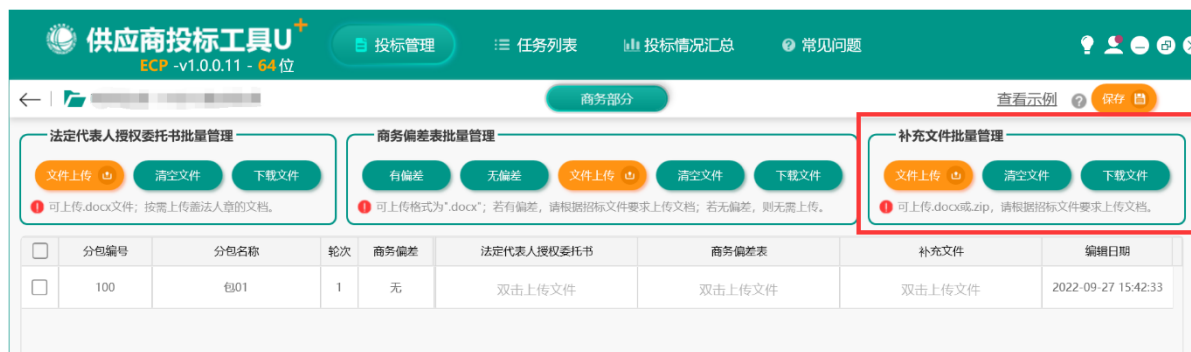 供应商投标工具U+
投标管理
任务列表
投标情况汇总
常见问题
ECP -v1.0.0.11 - 64位
商务部分
查看示例
保存
法定代表人授权委托书批量管理
文件上传
清空文件
下载文件
可上传.docx文件；按需上传盖法人章的文档。
商务偏差表批量管理
有偏差
无偏差
文件上传
清空文件
下载文件
可上传格式为".docx"；若有偏差，请根据招标文件要求上传文档；若无偏差，则无需上传。
补充文件批量管理
文件上传
清空文件
下载文件
可上传.docx或.zip，请根据招标文件要求上传文档。
分包编号 分包名称 轮次 商务偏差 法定代表人授权委托书 商务偏差表 补充文件 编辑日期
100 包01 1 无 双击上传文件 双击上传文件 双击上传文件 2022-09-27 15:42:33